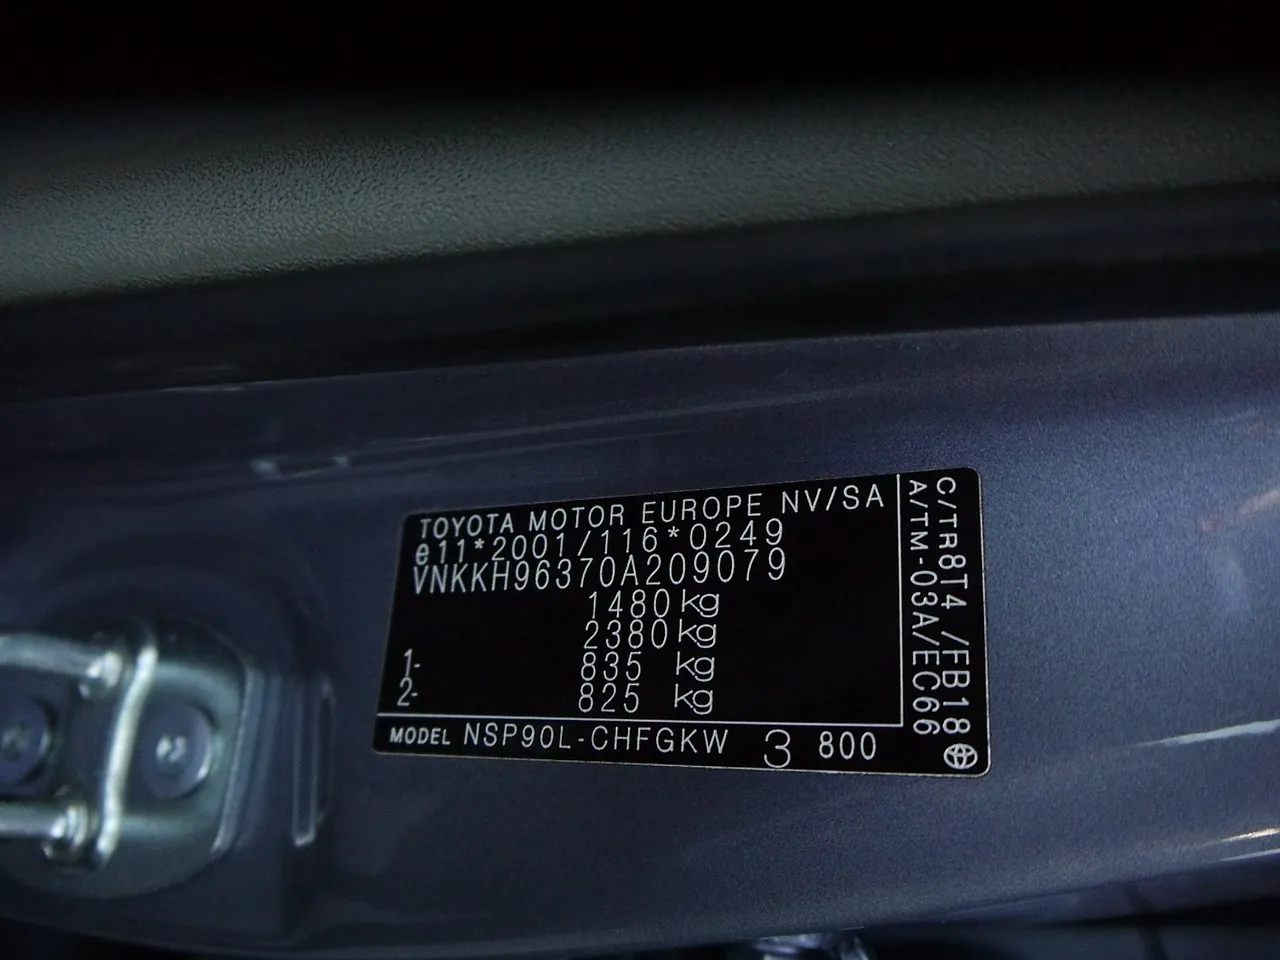 TOYOTA MOTOR EUROPE NV/SA
e11*2001/116*0249
VNKKH96370A209079
1480 kg
2380 kg
1- 835 kg
2- 825 kg
MODEL NSP90L-CHFGKW 3 800
C/TR8T4 /FB18
A/TM-03A/EC66